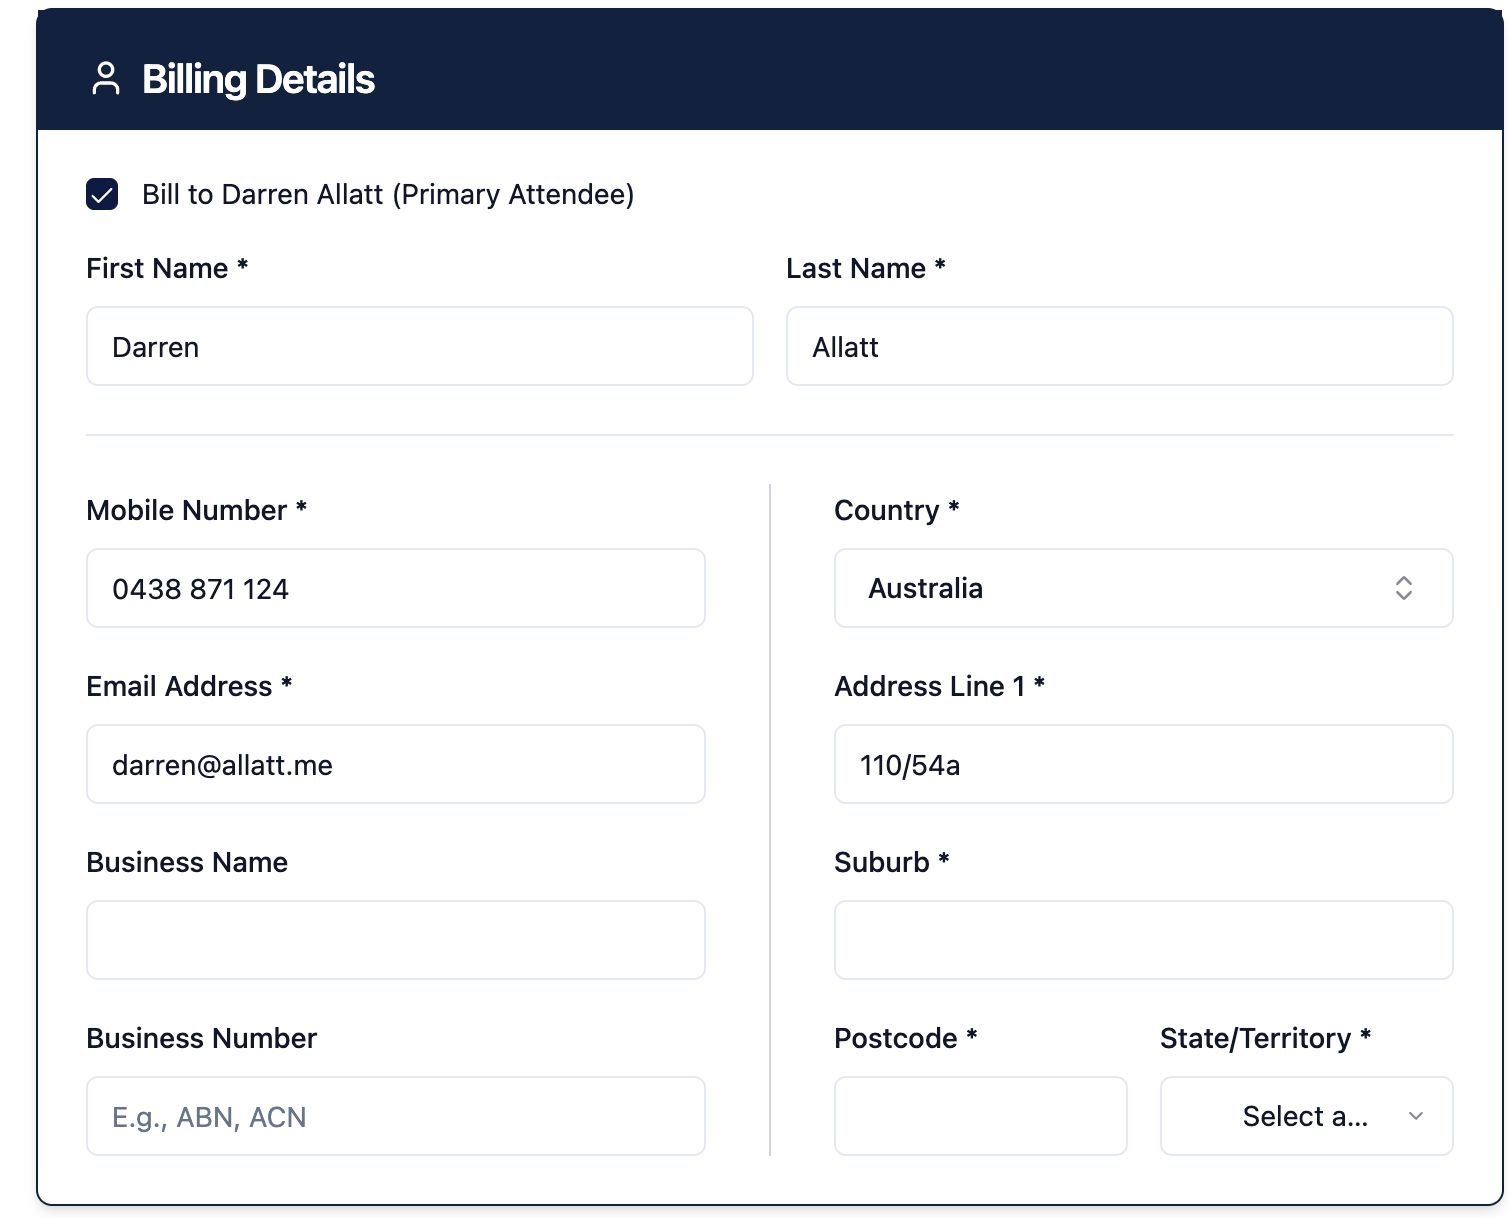 Billing Details
Bill to Darren Allatt (Primary Attendee)
First Name *
Last Name *
Darren
Allatt
Mobile Number *
0438 871 124
Email Address *
darren@allatt.me
Business Name
Business Number
E.g., ABN, ACN
Country *
Australia
Address Line 1 *
110/54a
Suburb *
Postcode *
State/Territory *
Select a...